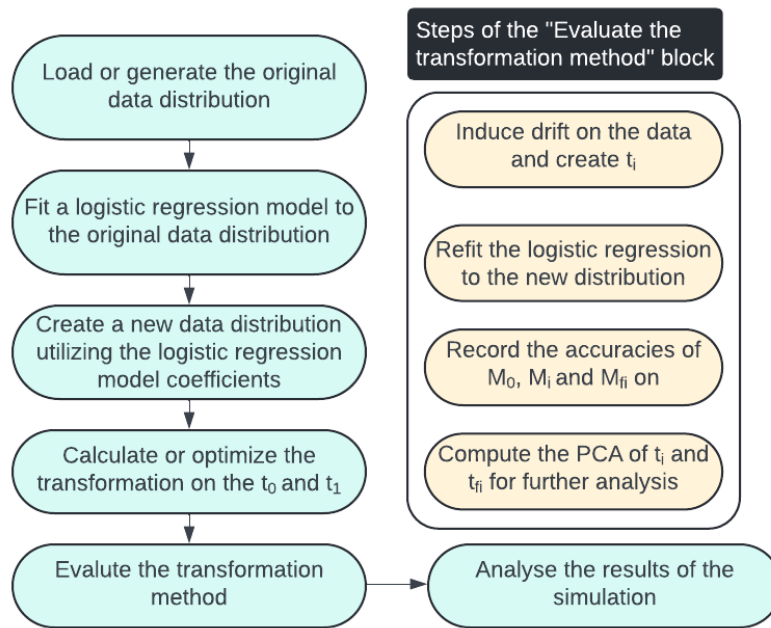 Load or generate the original
data distribution
Fit a logistic regression model to
the original data distribution
Create a new data distribution
utilizing the logistic regression
model coefficients
Calculate or optimize the
transformation on the t₀ and t₁
Evalute the transformation
method
Steps of the "Evaluate the
transformation method" block
Induce drift on the data
and create tᵢ
Refit the logistic regression
to the new distribution
Record the accuracies of
M₀, Mᵢ and M_fi on
Compute the PCA of tᵢ and
t_fi for further analysis
Analyse the results of the
simulation